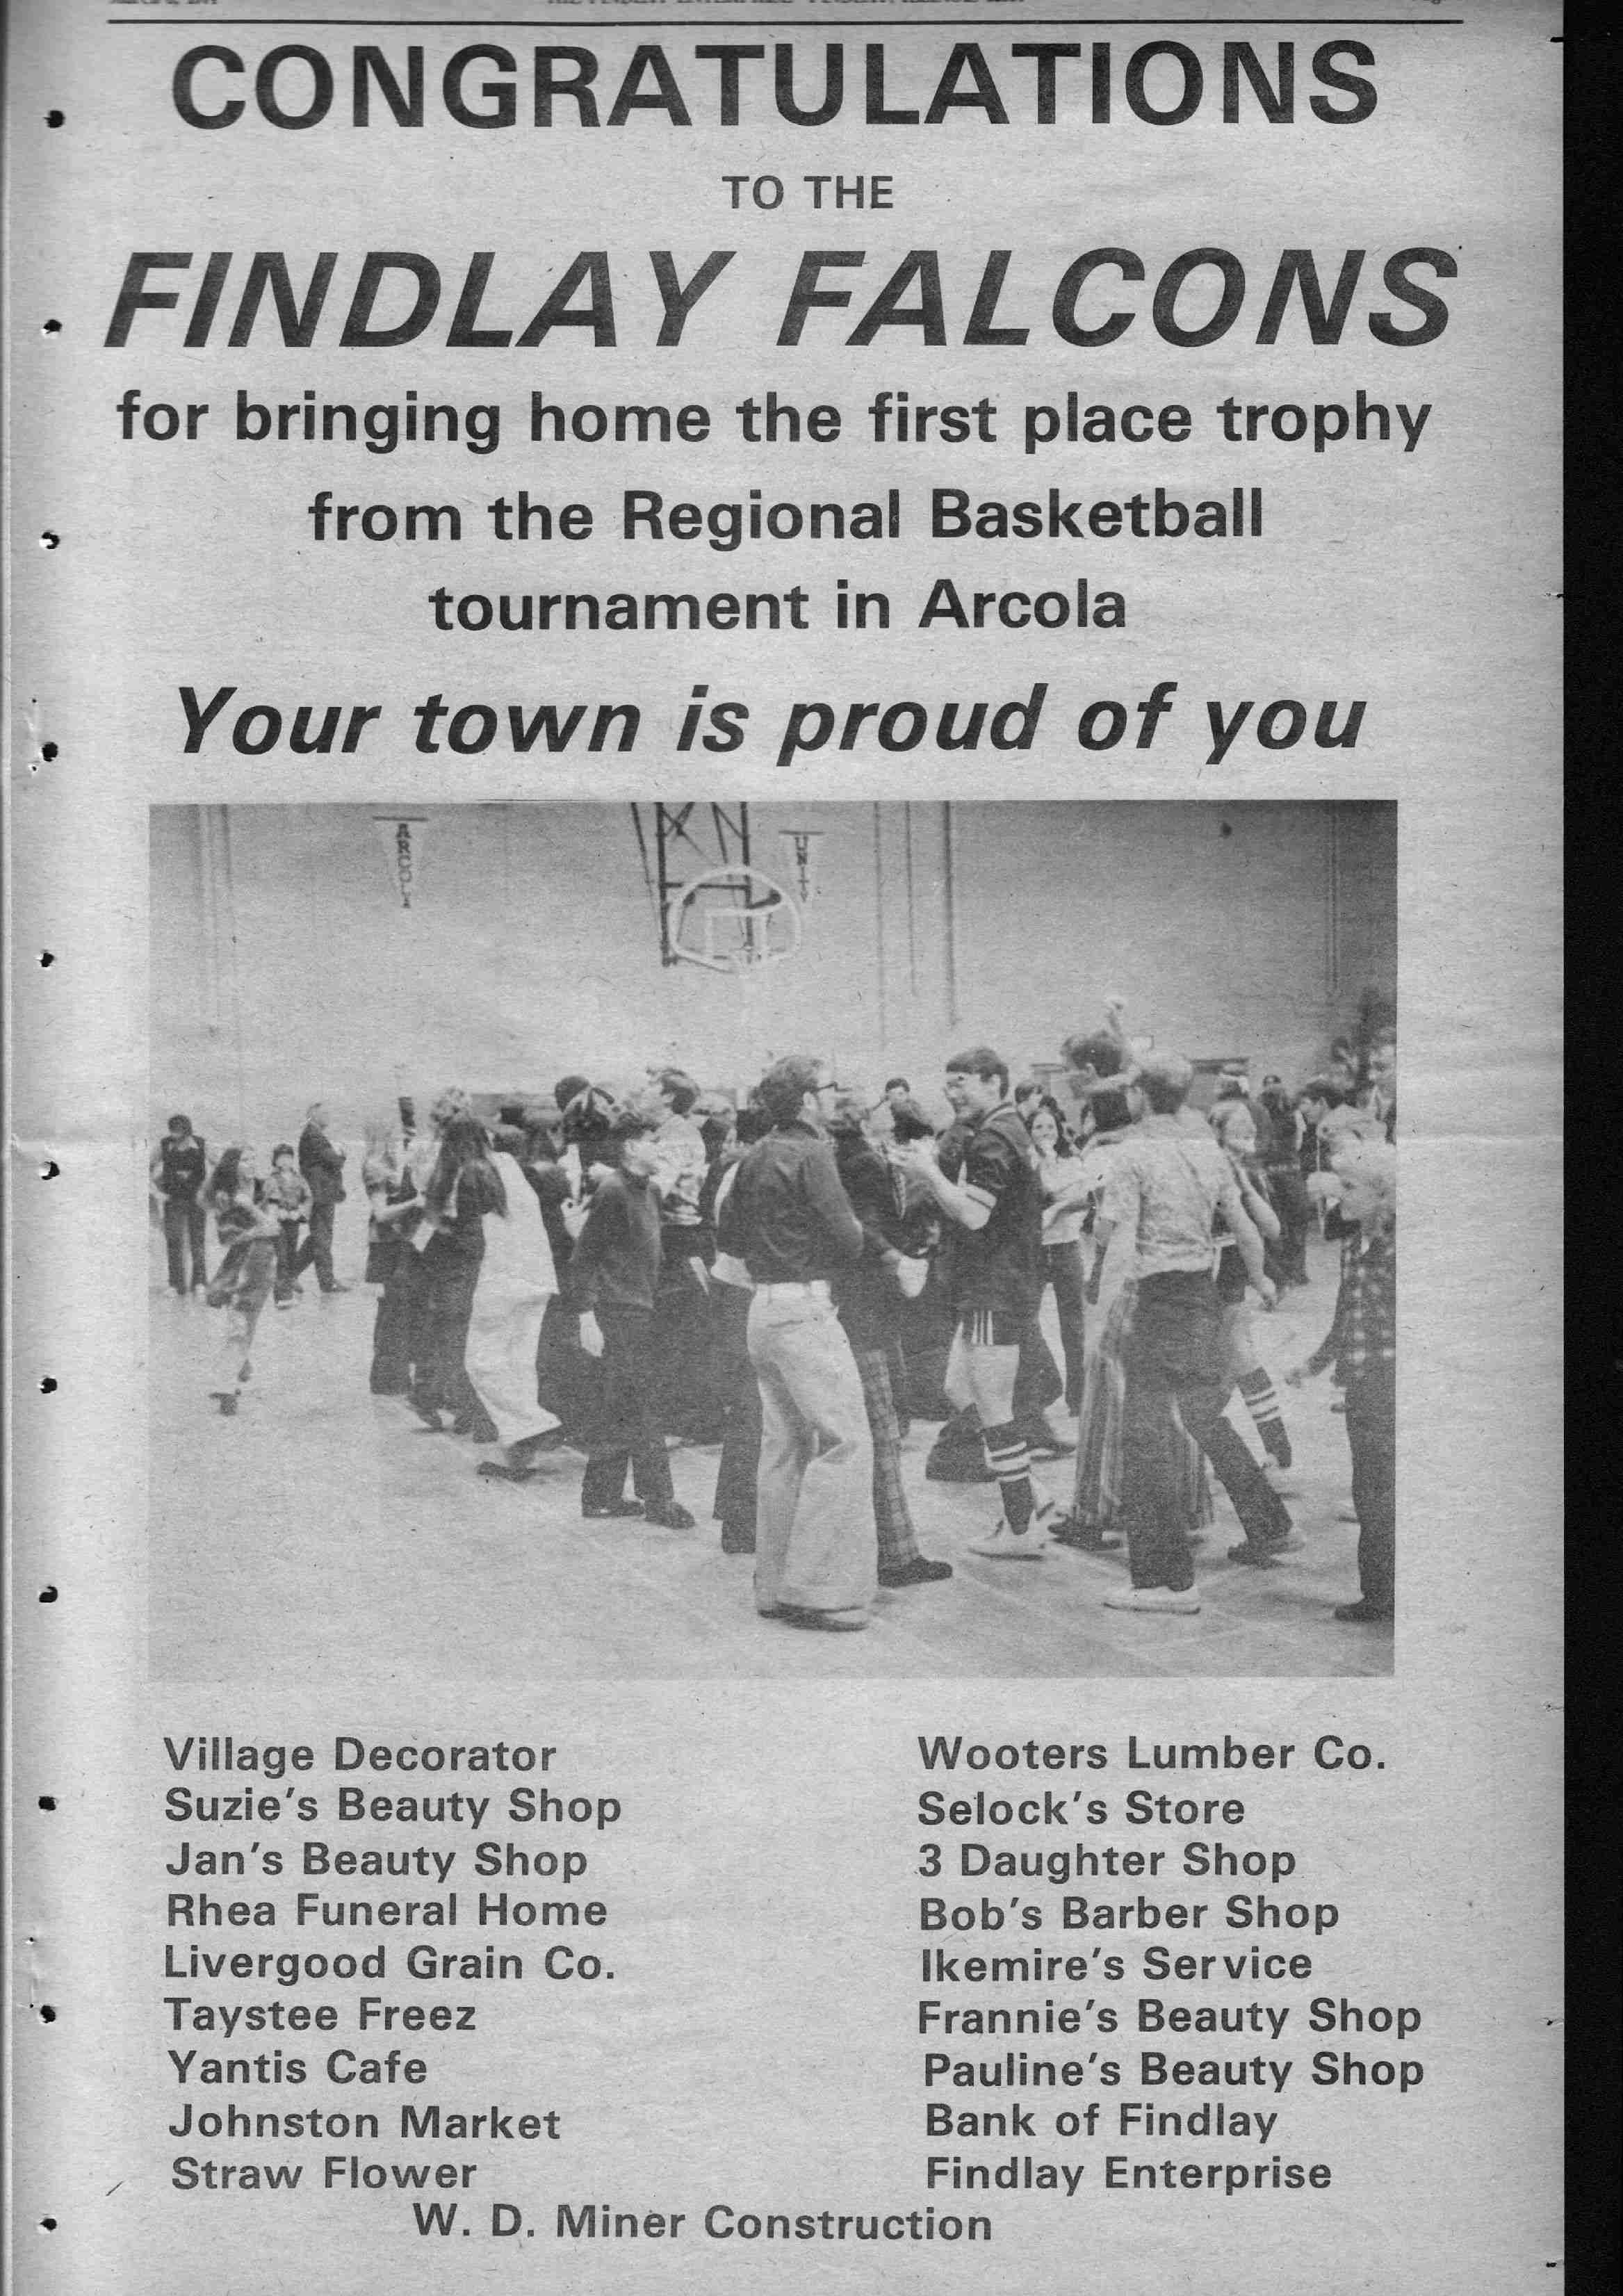 CONGRATULATIONS
TO THE
FINDLAY FALCONS
for bringing home the first place trophy
from the Regional Basketball
tournament in Arcola
Your town is proud of you
ARCOLA
UNITY
Village Decorator
Suzie's Beauty Shop
Jan's Beauty Shop
Rhea Funeral Home
Livergood Grain Co.
Taystee Freez
Yantis Cafe
Johnston Market
Straw Flower
Wooters Lumber Co.
Selock's Store
3 Daughter Shop
Bob's Barber Shop
Ikemire's Service
Frannie's Beauty Shop
Pauline's Beauty Shop
Bank of Findlay
Findlay Enterprise
W. D. Miner Construction